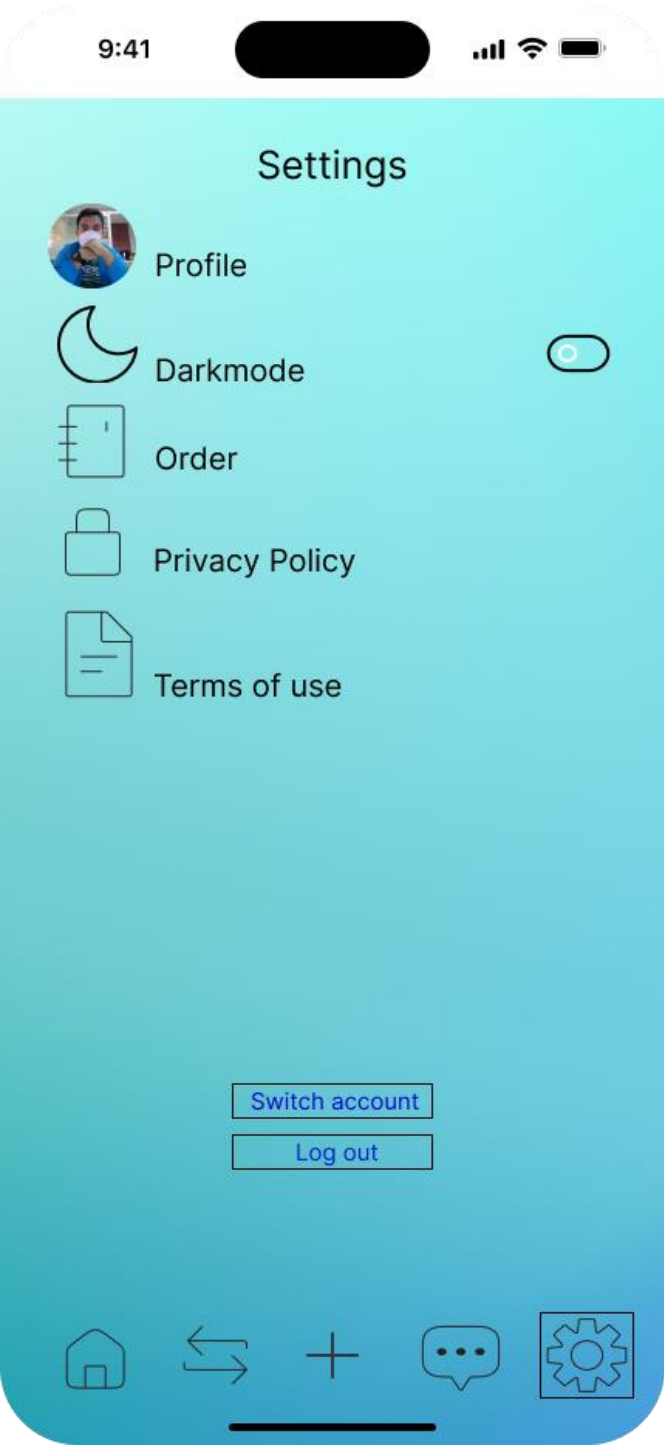 9:41
Settings
Profile
Darkmode
Order
Privacy Policy
Terms of use
Switch account
Log out